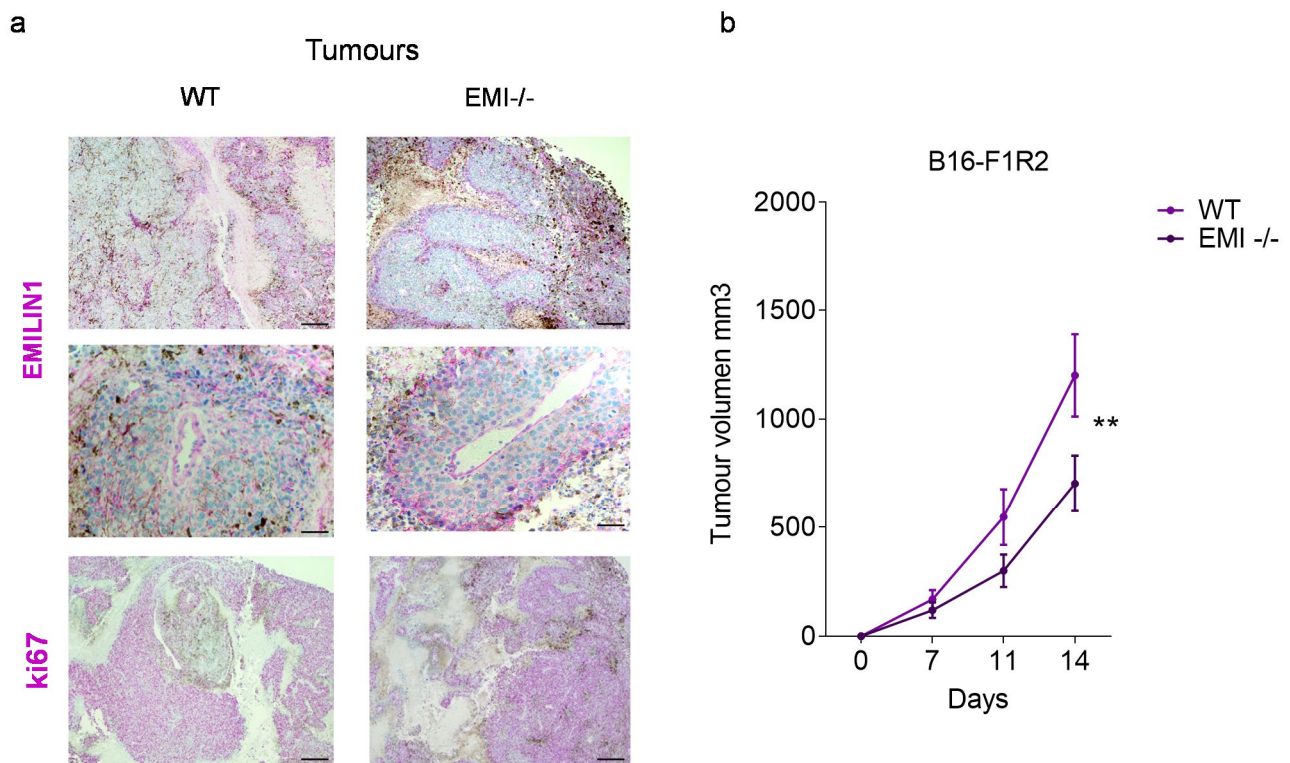 a
Tumours
WT
EMI-/-
EMILIN1
ki67
b
B16-F1R2
WT
EMI -/-
Tumour volumen mm3
2000
1500
1000
500
0
**
0
7
11
14
Days